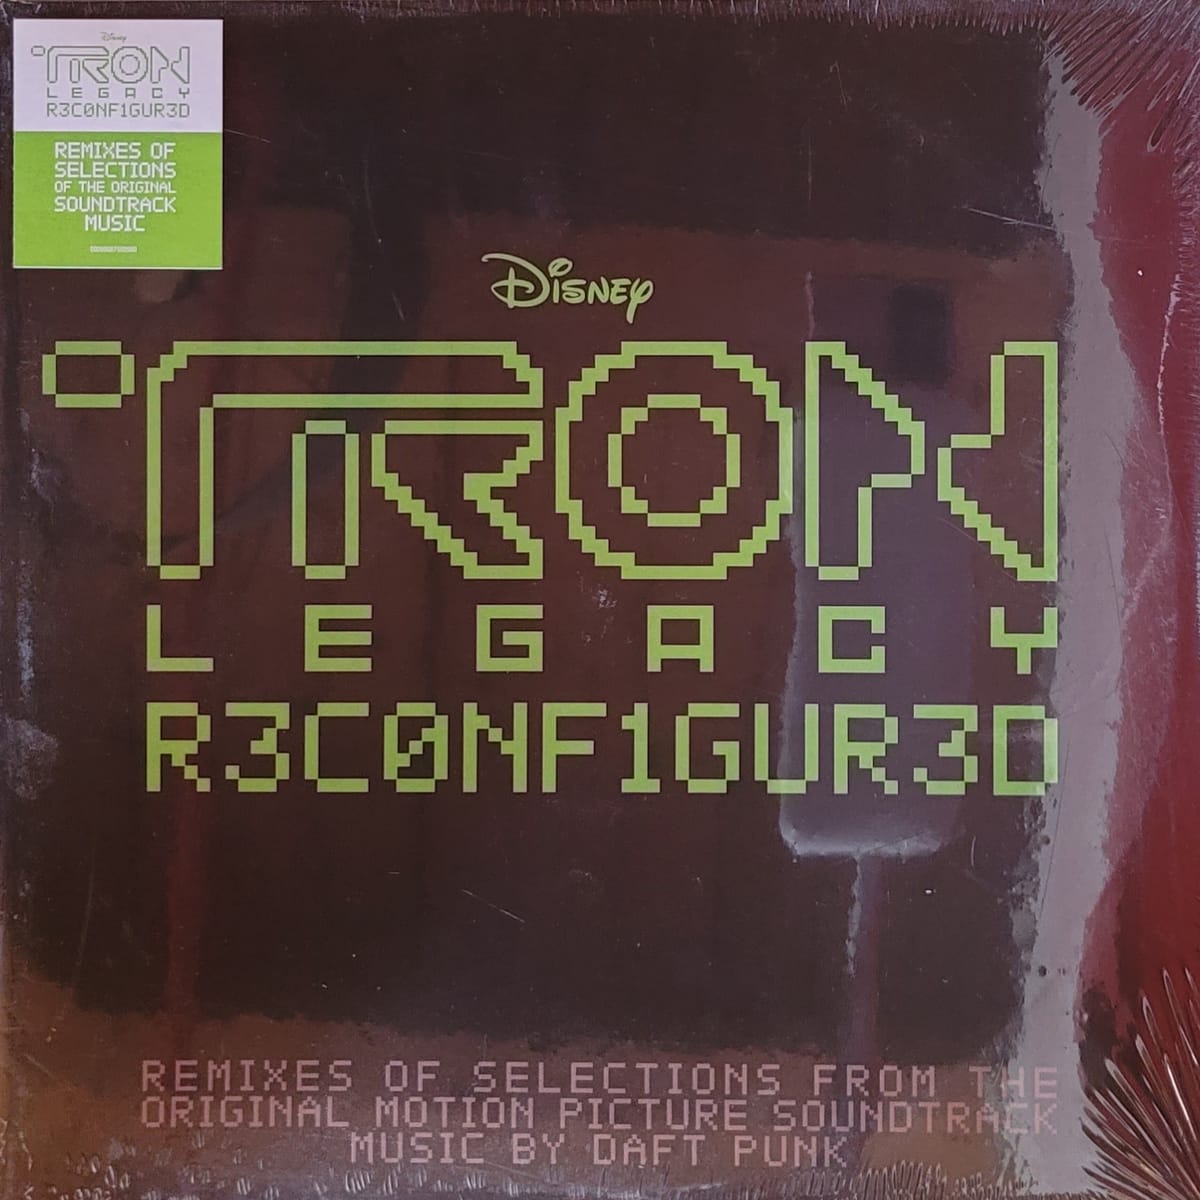 Disney
TRON
LEGACY
R3C0NF1GUR3D
REMIXES OF
SELECTIONS
OF THE ORIGINAL
SOUNDTRACK
MUSIC
Disney
TRON
LEGACY
R3C0NF1GUR3D
REMIXES OF SELECTIONS FROM THE
ORIGINAL MOTION PICTURE SOUNDTRACK
MUSIC BY DAFT PUNK